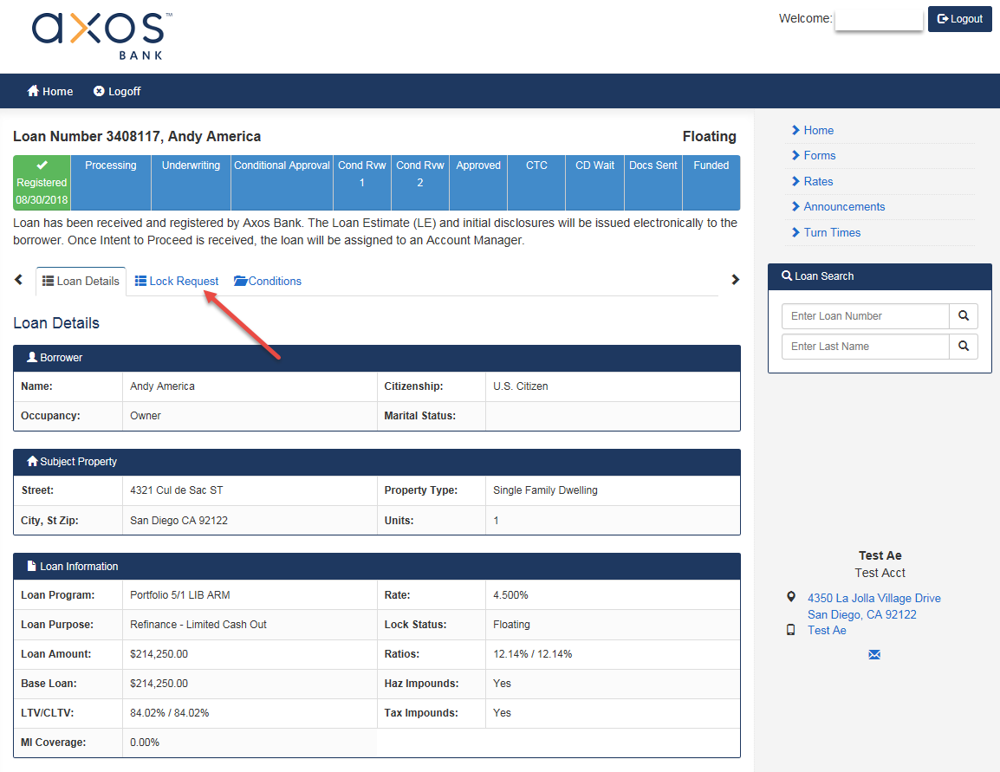 axos™
BANK
Welcome:
Logout
Home Logoff
Loan Number 3408117, Andy America Floating
Registered
08/30/2018
Processing
Underwriting
Conditional Approval
Cond Rvw
1
Cond Rvw
2
Approved
CTC
CD Wait
Docs Sent
Funded
Loan has been received and registered by Axos Bank. The Loan Estimate (LE) and initial disclosures will be issued electronically to the
borrower. Once Intent to Proceed is received, the loan will be assigned to an Account Manager.
Loan Details Lock Request Conditions
Loan Details
Borrower
Name: Andy America Citizenship: U.S. Citizen
Occupancy: Owner Marital Status:
Subject Property
Street: 4321 Cul de Sac ST Property Type: Single Family Dwelling
City, St Zip: San Diego CA 92122 Units: 1
Loan Information
Loan Program: Portfolio 5/1 LIB ARM Rate: 4.500%
Loan Purpose: Refinance - Limited Cash Out Lock Status: Floating
Loan Amount: $214,250.00 Ratios: 12.14% / 12.14%
Base Loan: $214,250.00 Haz Impounds: Yes
LTV/CLTV: 84.02% / 84.02% Tax Impounds: Yes
MI Coverage: 0.00%
Home
Forms
Rates
Announcements
Turn Times
Loan Search
Enter Loan Number
Enter Last Name
Test Ae
Test Acct
4350 La Jolla Village Drive
San Diego, CA 92122
Test Ae